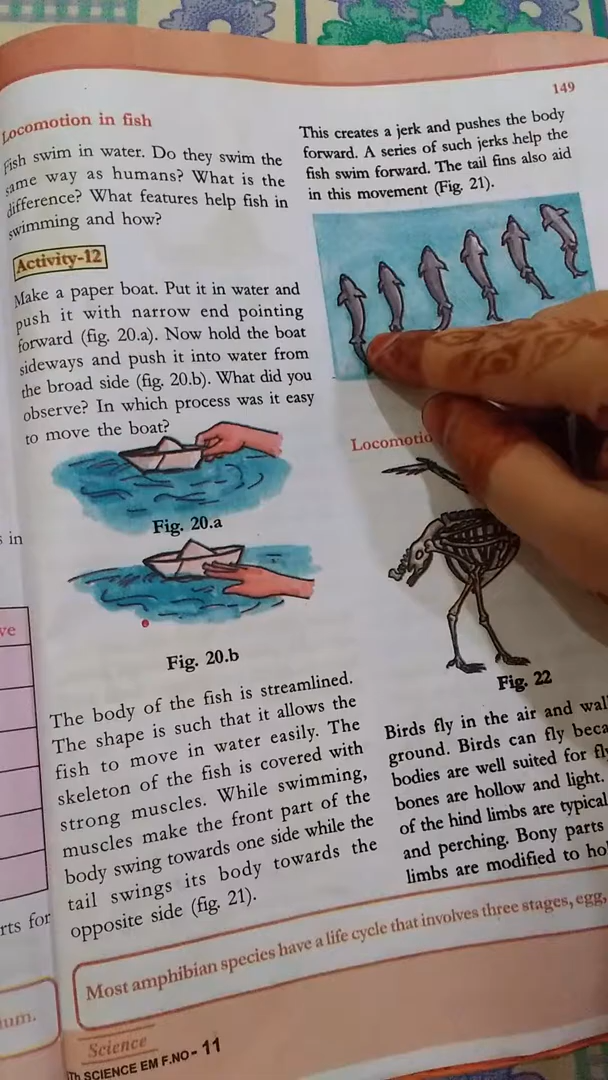 149
Locomotion in fish
Fish swim in water. Do they swim the
same way as humans? What is the
difference? What features help fish in
swimming and how?
Activity-12
Make a paper boat. Put it in water and
push it with narrow end pointing
forward (fig. 20.a). Now hold the boat
sideways and push it into water from
the broad side (fig. 20.b). What did you
observe? In which process was it easy
to move the boat?
Fig. 20.a
Fig. 20.b
The body of the fish is streamlined.
The shape is such that it allows the
fish to move in water easily. The
skeleton of the fish is covered with
strong muscles. While swimming,
muscles make the front part of the
body swing towards one side while the
tail swings its body towards the
opposite side (fig. 21).
This creates a jerk and pushes the body
forward. A series of such jerks help the
fish swim forward. The tail fins also aid
in this movement (Fig. 21).
Locomotio
Fig. 22
Birds fly in the air and wal
ground. Birds can fly beca
bodies are well suited for fl
bones are hollow and light.
of the hind limbs are typical
and perching. Bony parts
limbs are modified to ho
Most amphibian species have a life cycle that involves three stages, egg,
Science
Th SCIENCE EM F.NO- 11
s in
ve
rts for
ium.